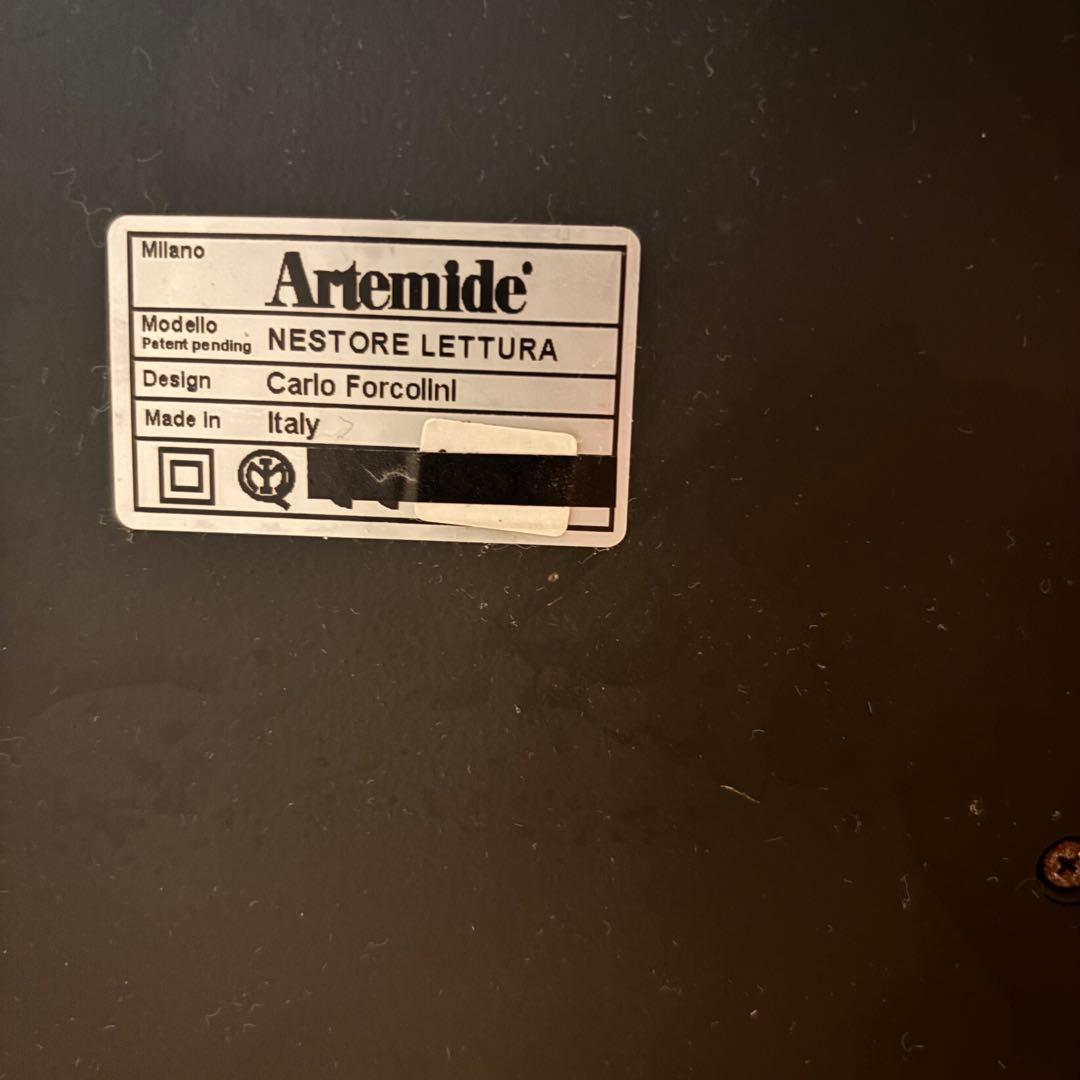 Milano
Artemide
Modello
Patent pending
NESTORE LETTURA
Design Carlo Forcolini
Made in Italy